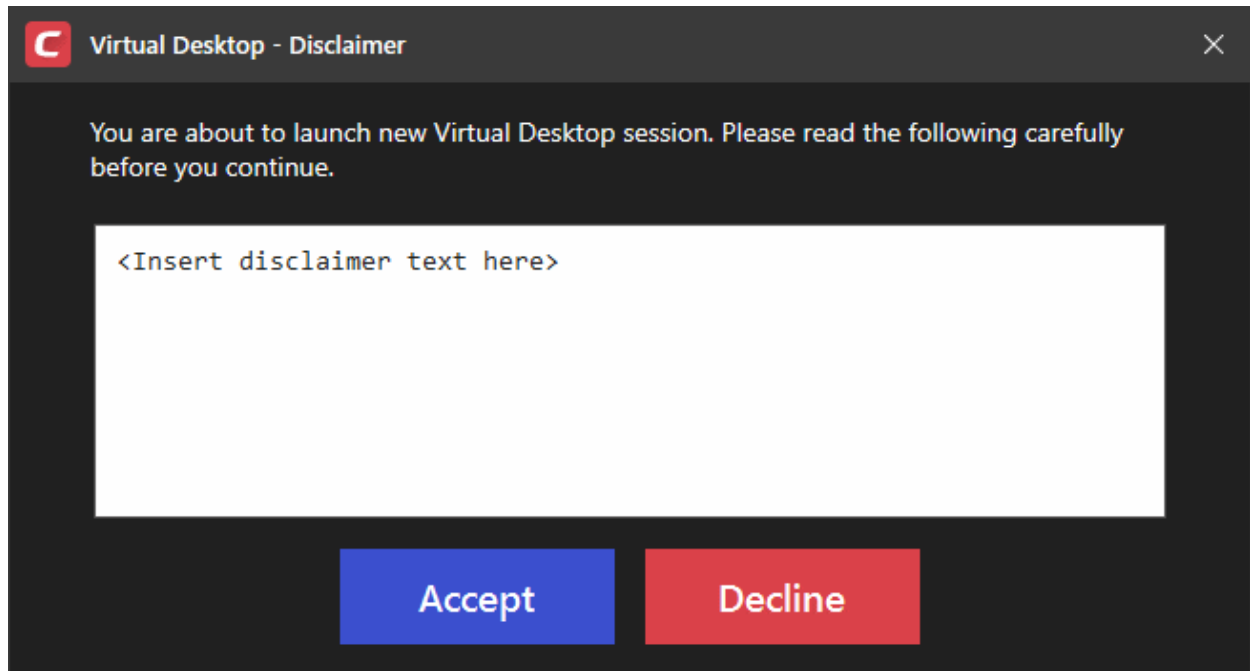 Virtual Desktop - Disclaimer
You are about to launch new Virtual Desktop session. Please read the following carefully
before you continue.
<Insert disclaimer text here>
Accept
Decline